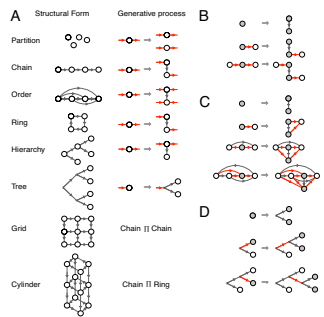 A
Structural Form
Generative process
Partition
Chain
Order
Ring
Hierarchy
Tree
Grid
Chain ∏ Chain
Cylinder
Chain ∏ Ring
B
C
D